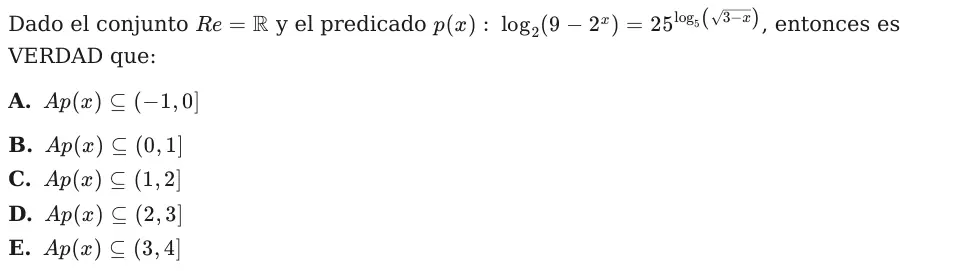 Dado el conjunto Re = ℝ y el predicado p(x) : log₂(9 − 2ˣ) = 25^(log₅(√(3−x))), entonces es
VERDAD que:
A. Ap(x) ⊆ (−1, 0]
B. Ap(x) ⊆ (0, 1]
C. Ap(x) ⊆ (1, 2]
D. Ap(x) ⊆ (2, 3]
E. Ap(x) ⊆ (3, 4]